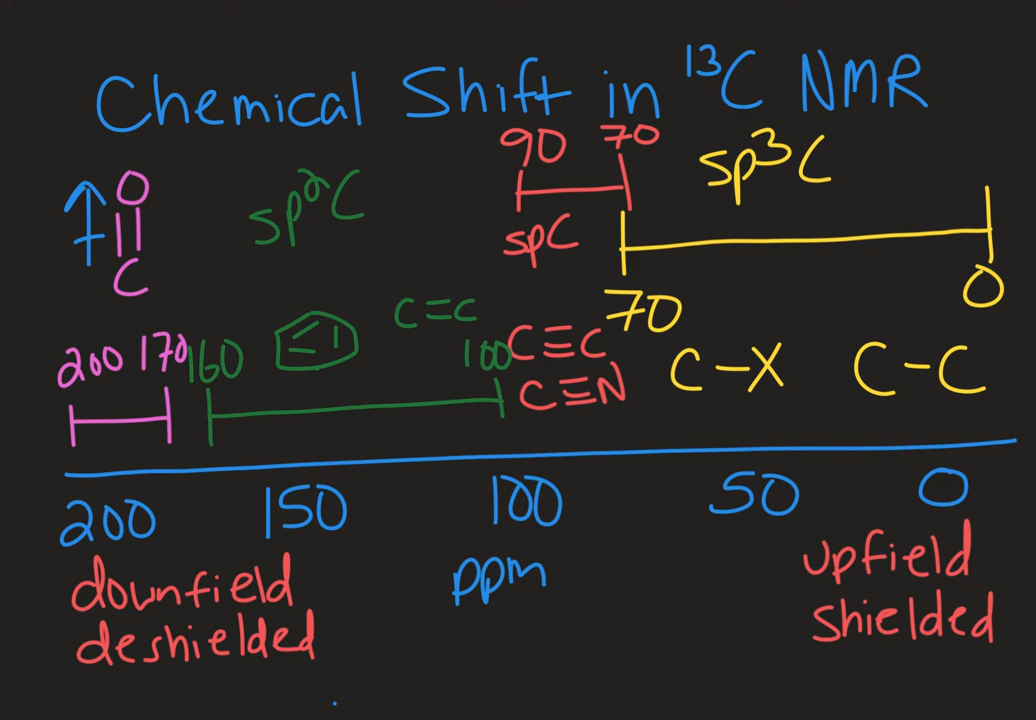 Chemical Shift in ¹³C NMR
90 70
sp³C
sp²C
spC
O
C
70 0
C=C
200 170 160 100
C≡C
C≡N
C-X C-C
200 150 100 50 0
ppm
downfield upfield
deshielded shielded